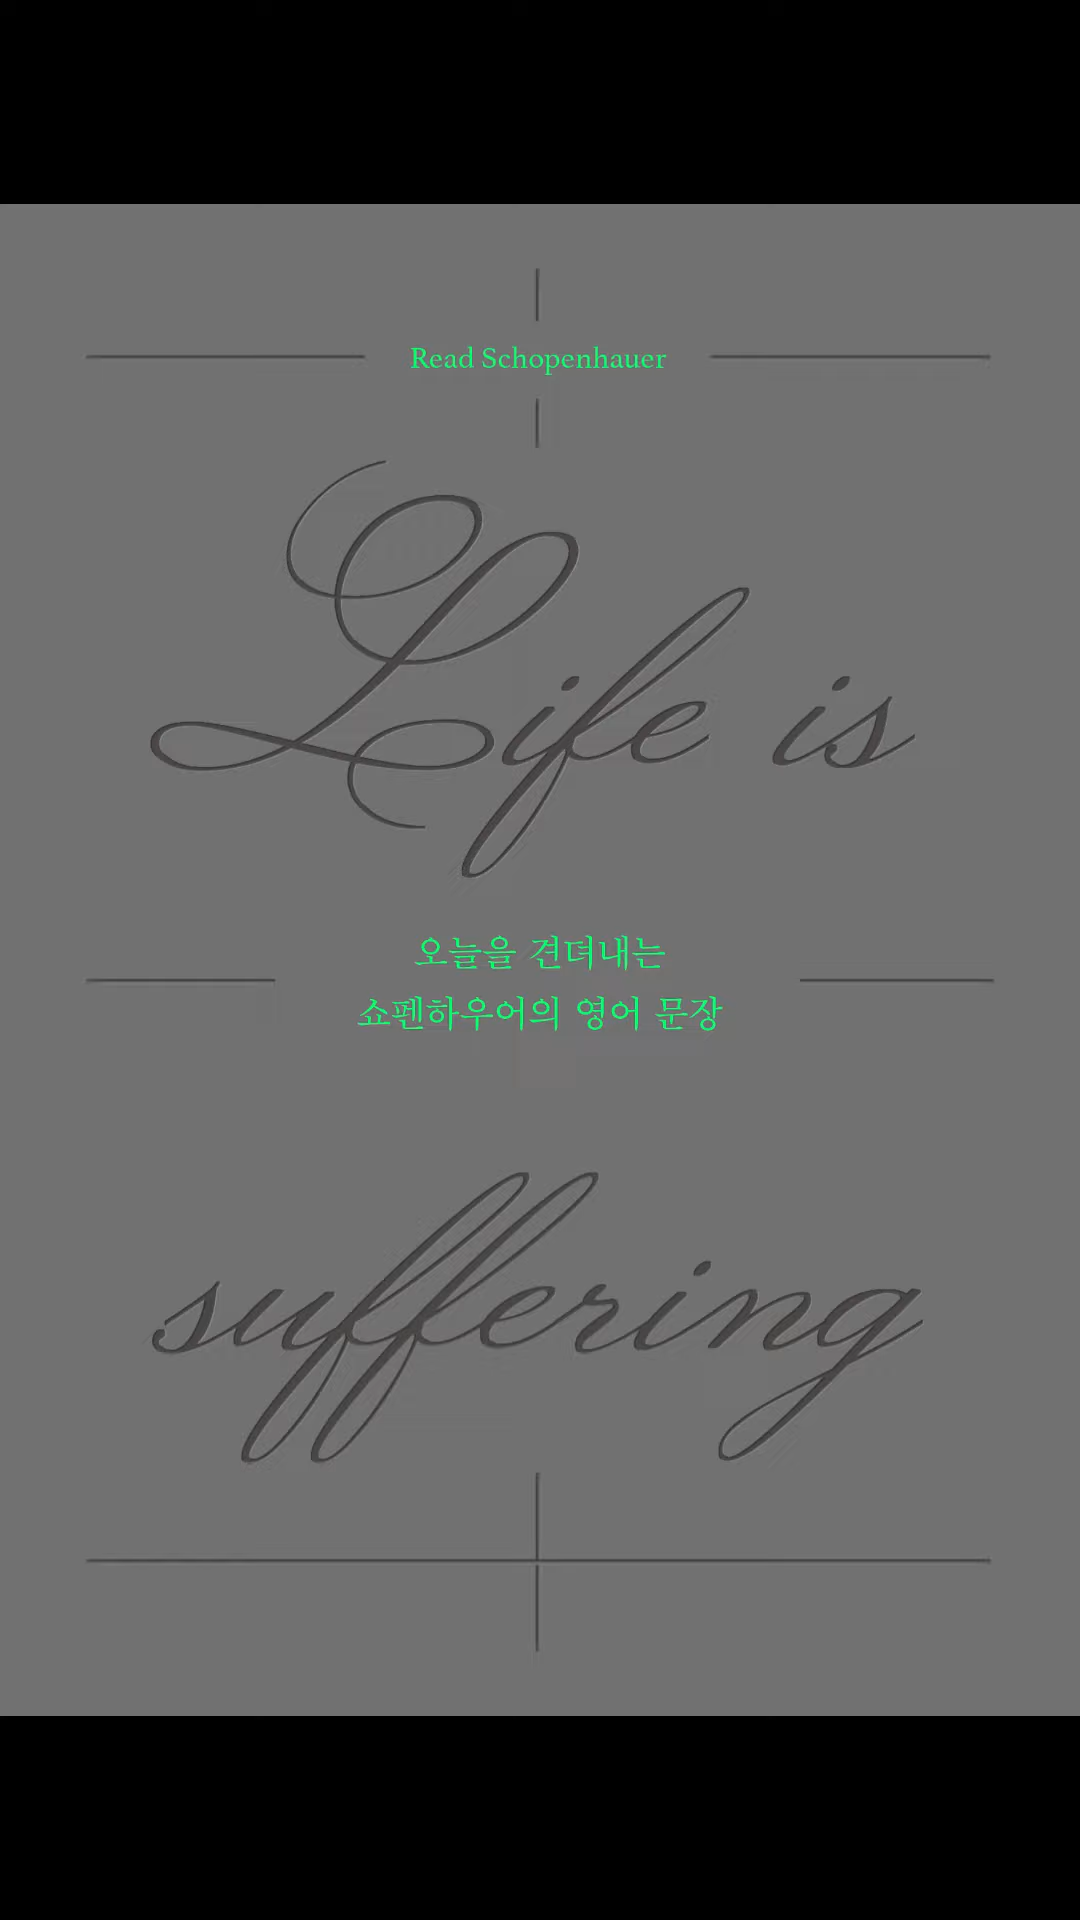 Read Schopenhauer
Life is
오늘을 견뎌내는
쇼펜하우어의 영어 문장
suffering